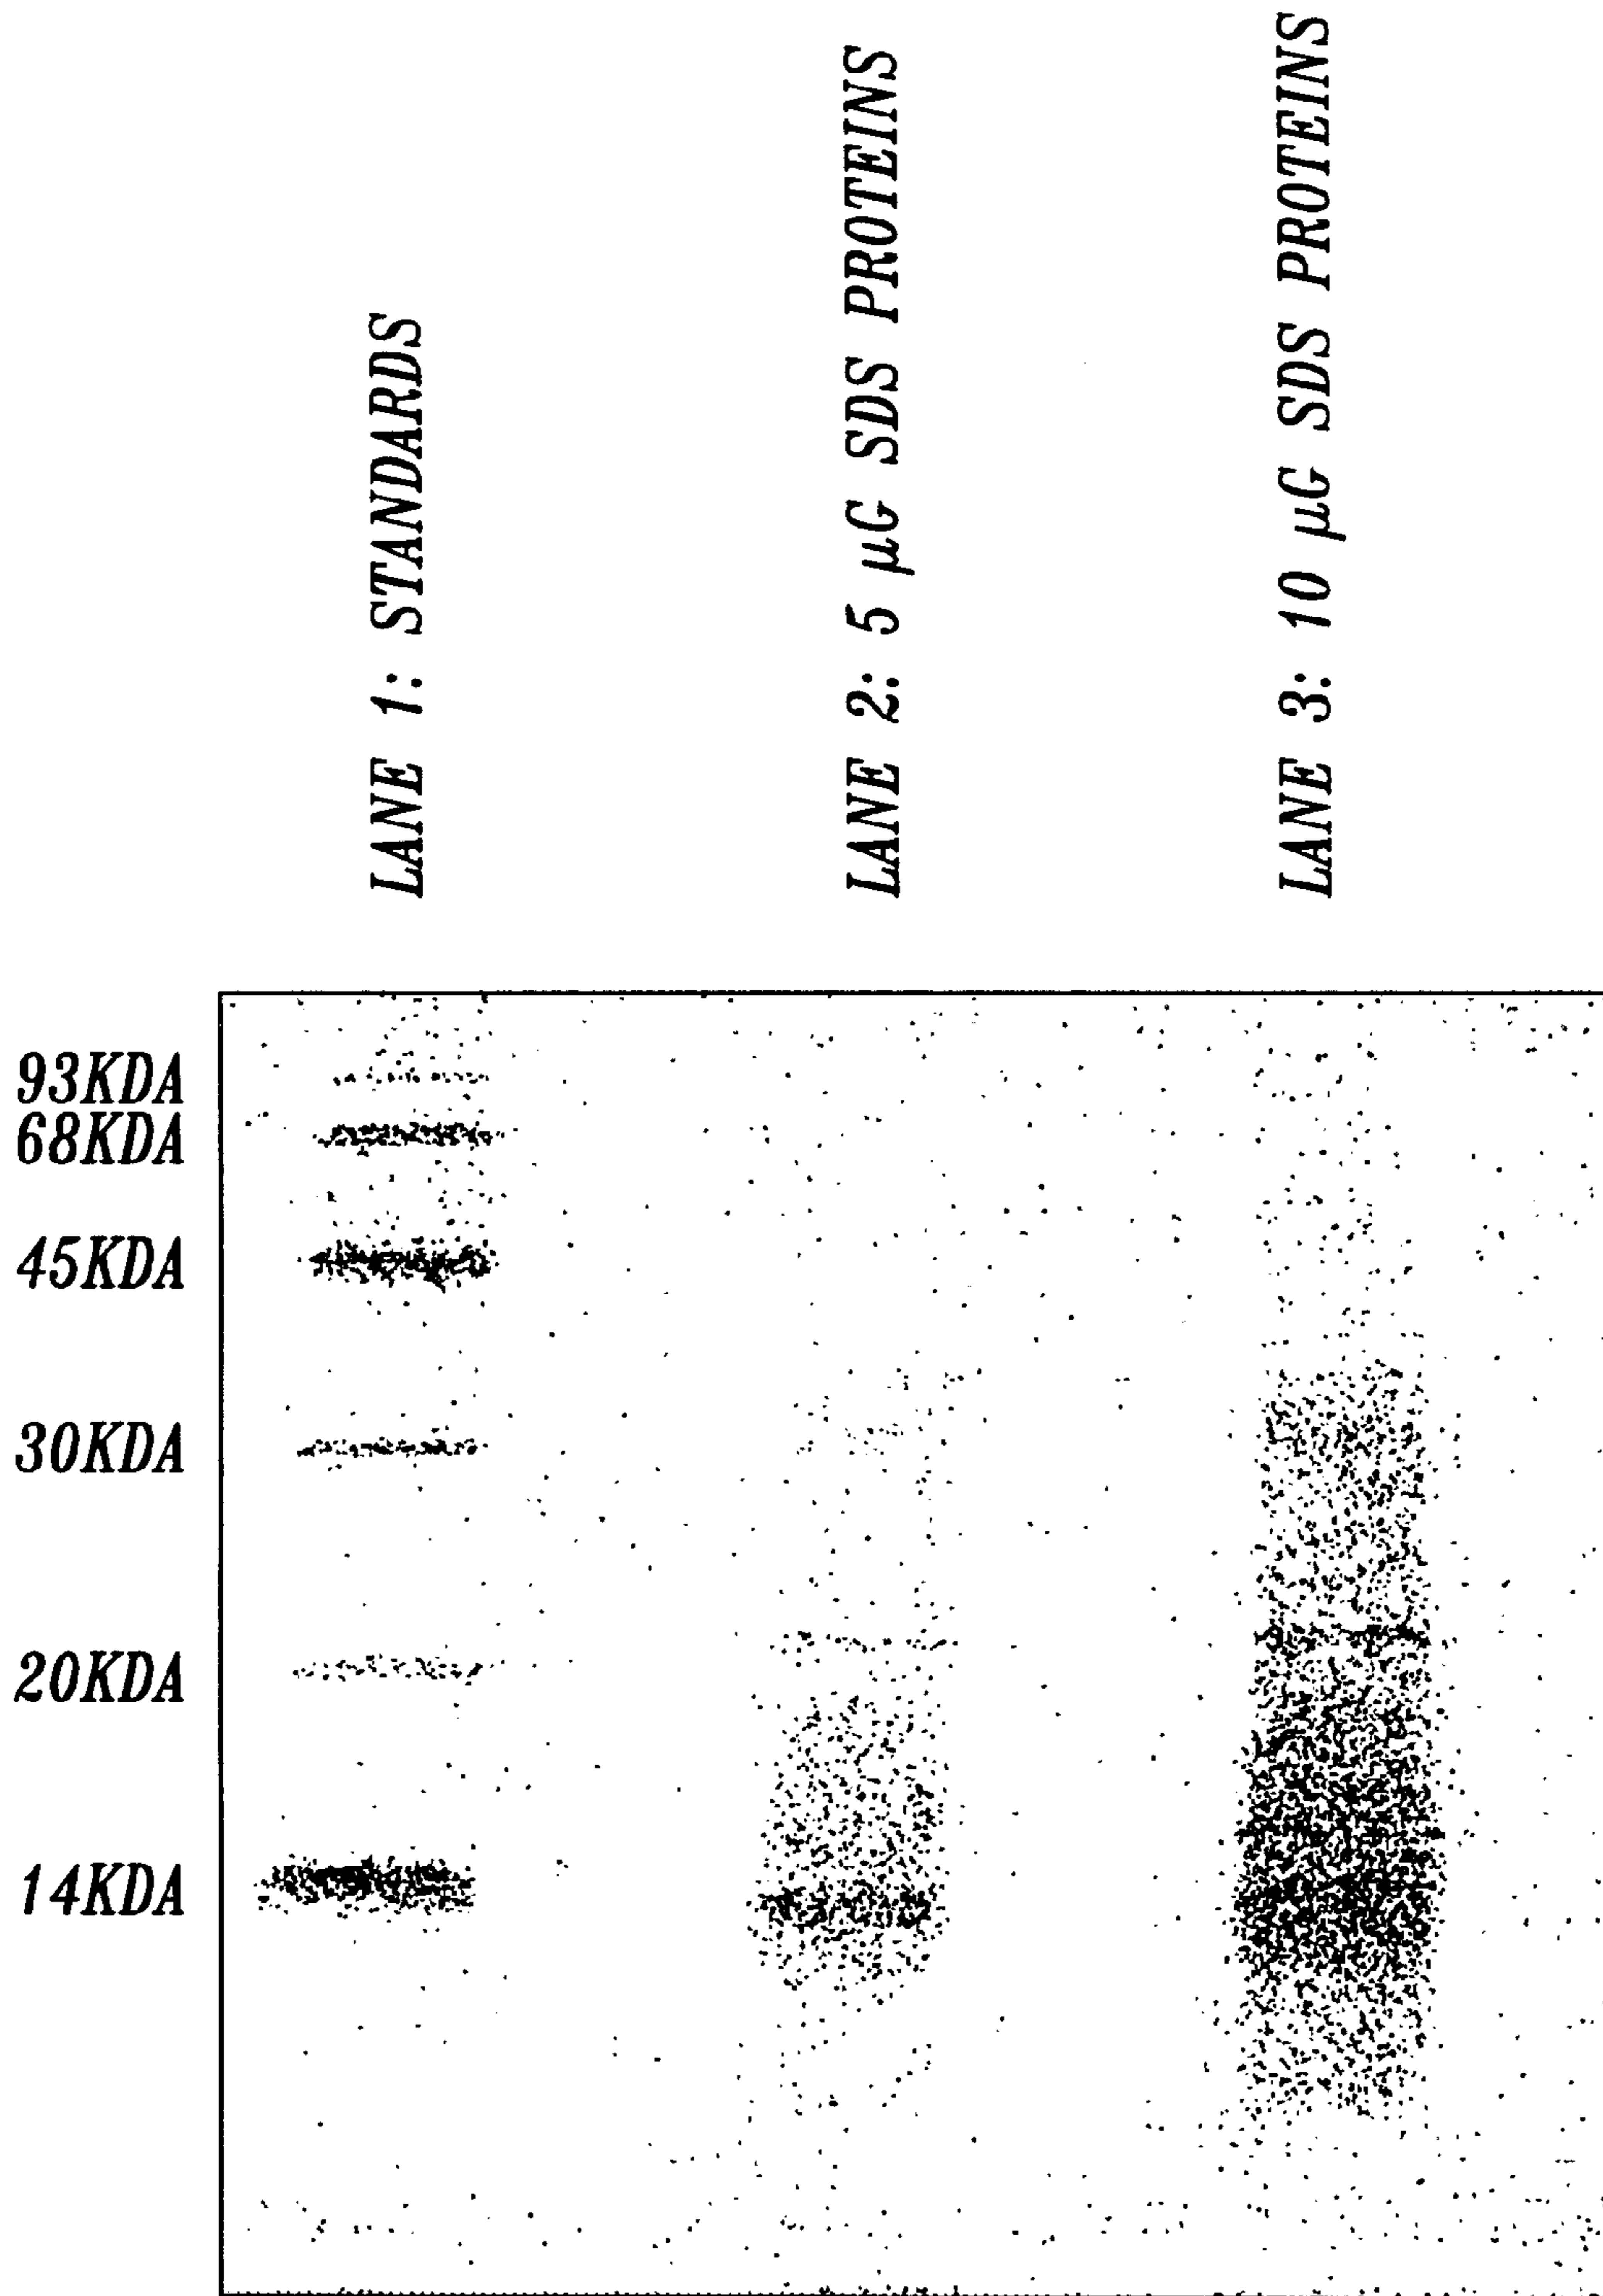 LANE 1: STANDARDS
LANE 2: 5 µG SDS PROTEINS
LANE 3: 10 µG SDS PROTEINS
93KDA
68KDA
45KDA
30KDA
20KDA
14KDA